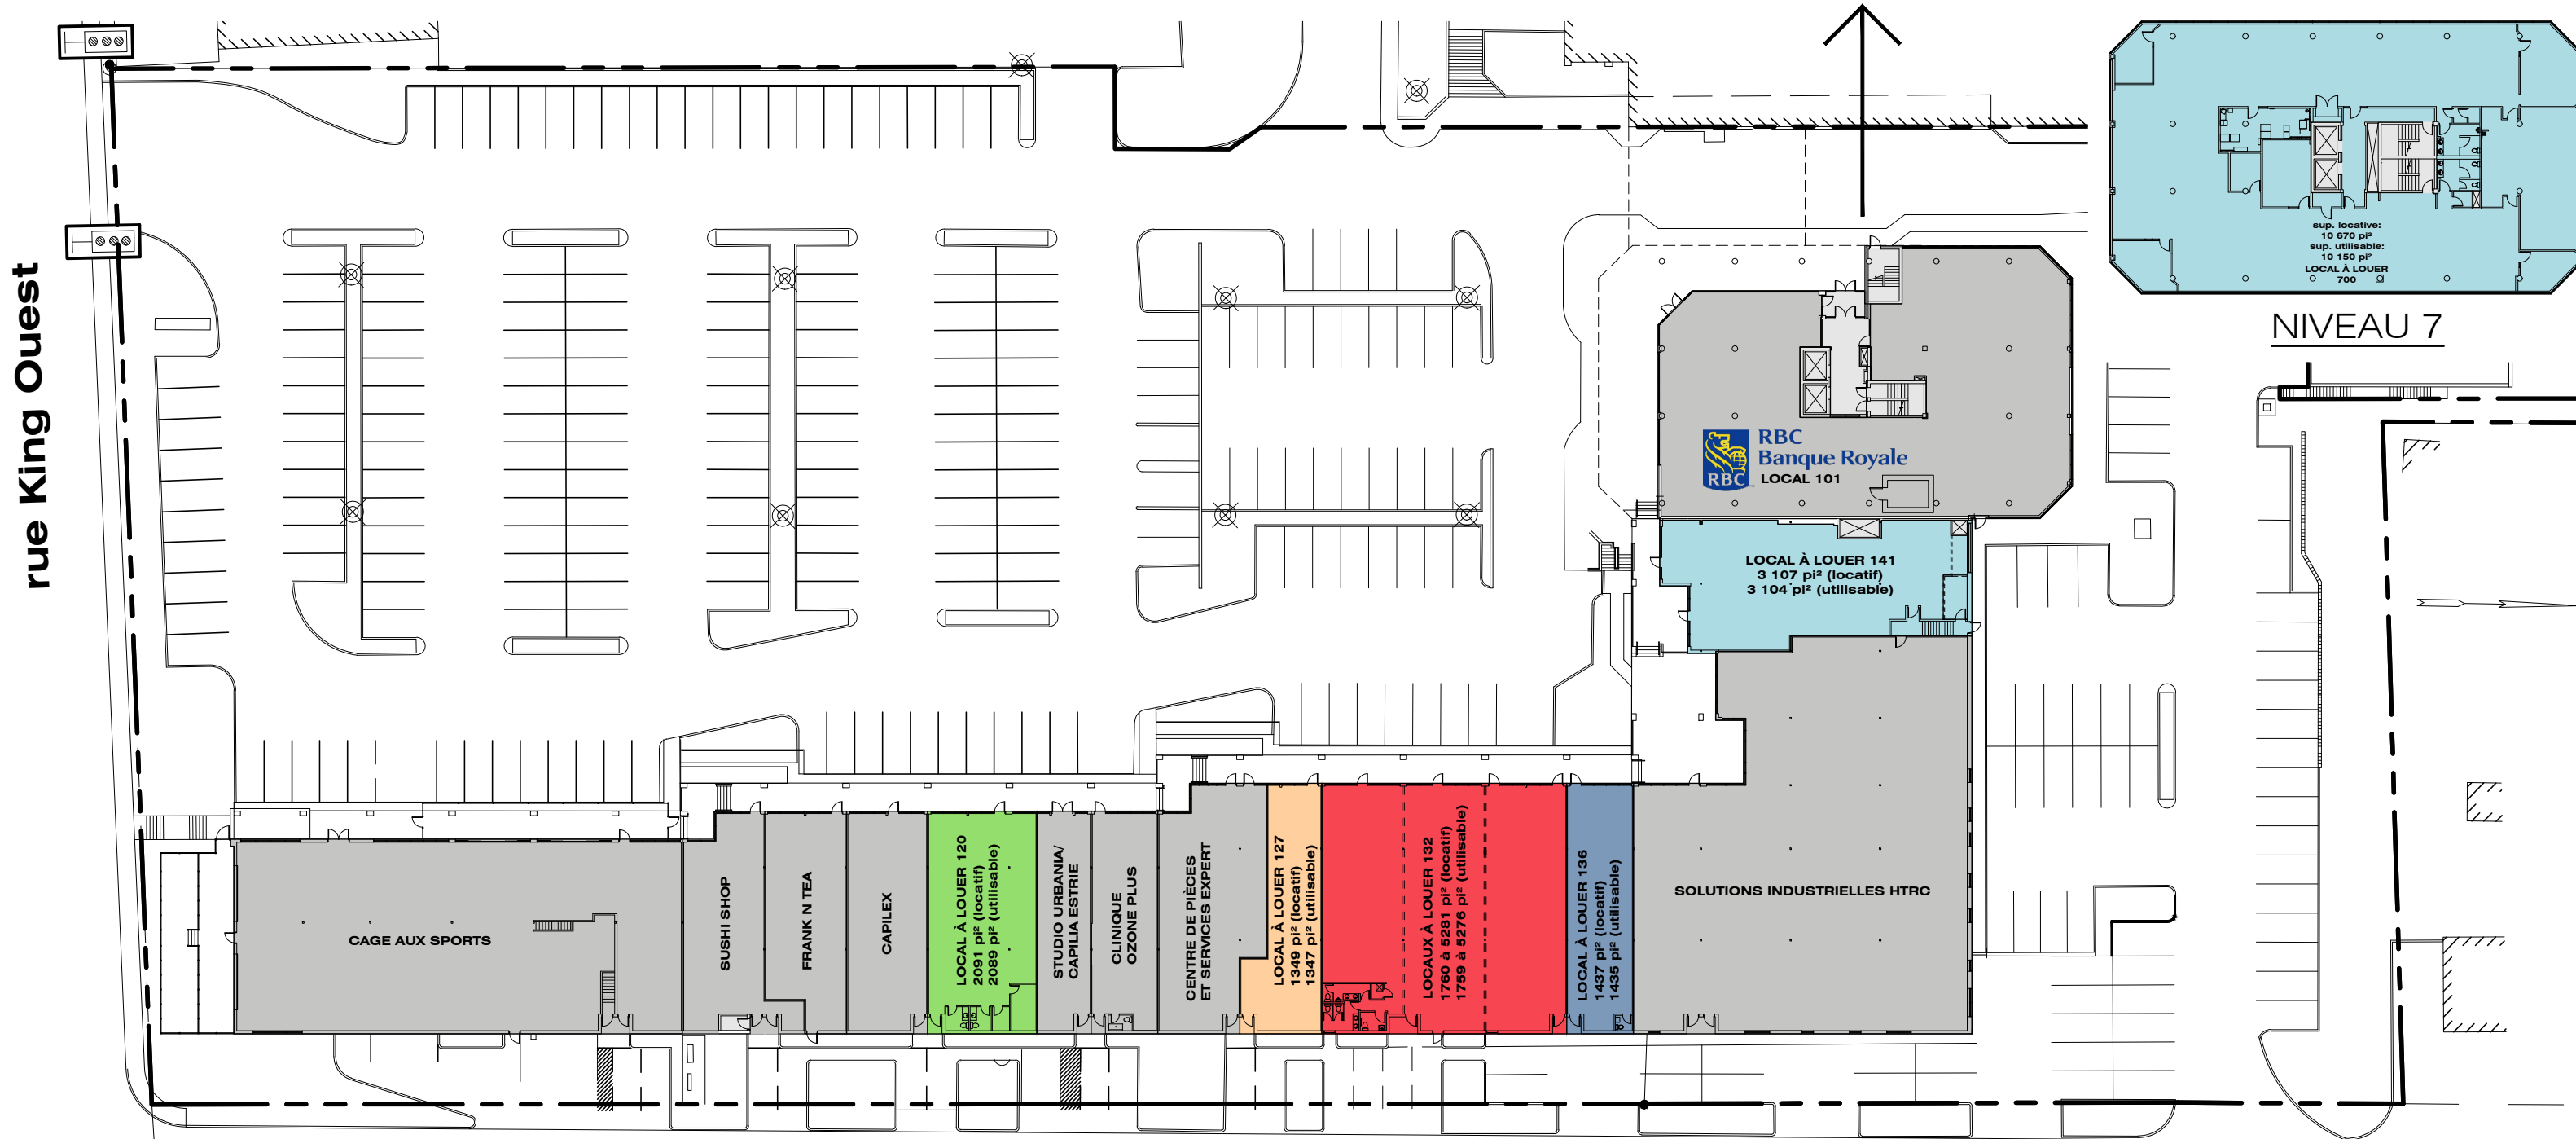 rue King Ouest
sup. locative:
10 670 pi²
sup. utilisable:
10 150 pi²
LOCAL À LOUER
700
NIVEAU 7
RBC
Banque Royale
RBC
LOCAL 101
LOCAL À LOUER 141
3 107 pi² (locatif)
3 104 pi² (utilisable)
CAGE AUX SPORTS
SUSHI SHOP
FRANK N TEA
CAPILEX
LOCAL À LOUER 120
2091 pi² (locatif)
2089 pi² (utilisable)
STUDIO URBANIA/
CAPILIA ESTRIE
CLINIQUE
OZONE PLUS
CENTRE DE PIÈCES
ET SERVICES EXPERT
LOCAL À LOUER 127
1349 pi² (locatif)
1347 pi² (utilisable)
LOCAUX À LOUER 132
1760 à 5281 pi² (locatif)
1759 à 5276 pi² (utilisable)
LOCAL À LOUER 136
1437 pi² (locatif)
1435 pi² (utilisable)
SOLUTIONS INDUSTRIELLES HTRC